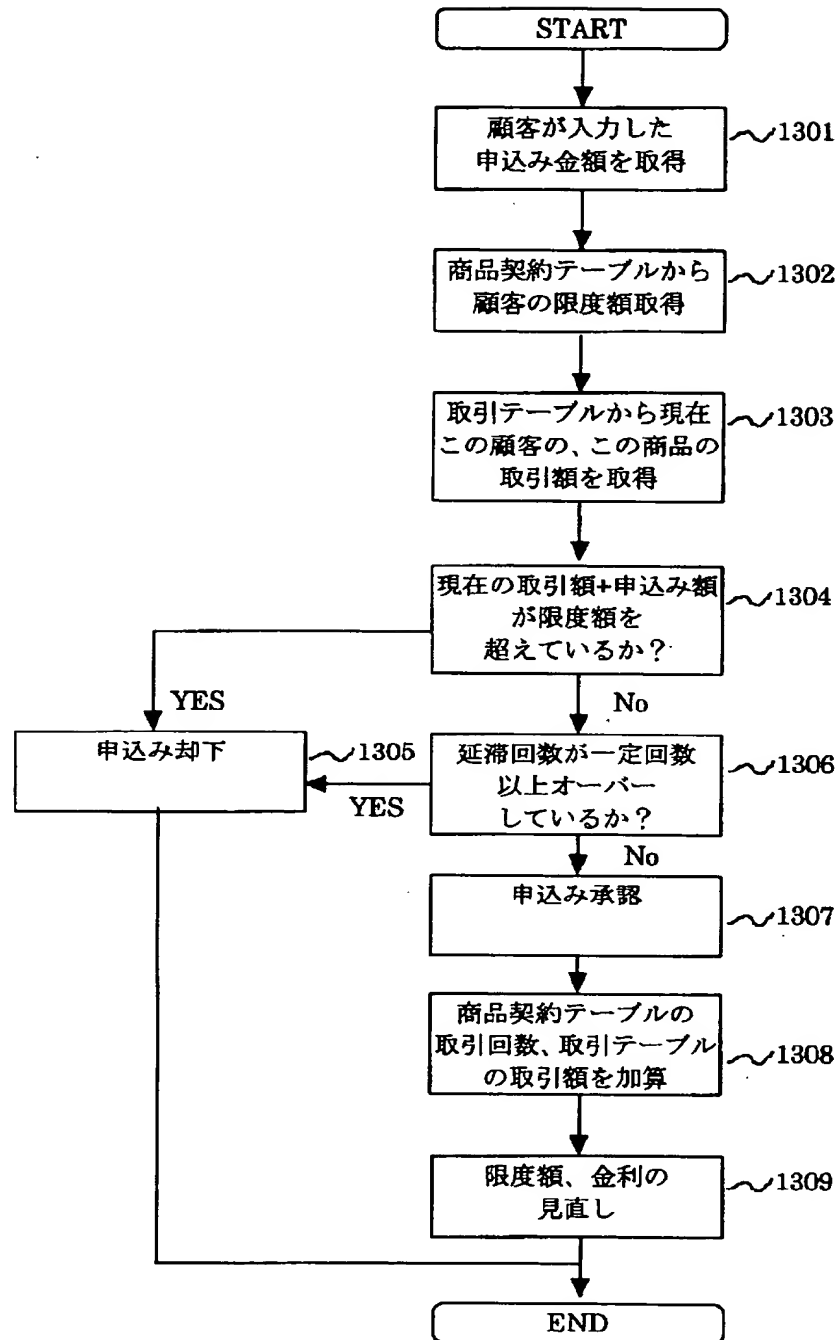 START
顧客が入力した
申込み金額を取得
1301
商品契約テーブルから
顧客の限度額取得
1302
取引テーブルから現在
この顧客の、この商品の
取引額を取得
1303
現在の取引額+申込み額
が限度額を
超えているか?
1304
YES
No
申込み却下
1305
延滞回数が一定回数
以上オーバー
しているか?
1306
YES
No
申込み承認
1307
商品契約テーブルの
取引回数、取引テーブル
の取引額を加算
1308
限度額、金利の
見直し
1309
END